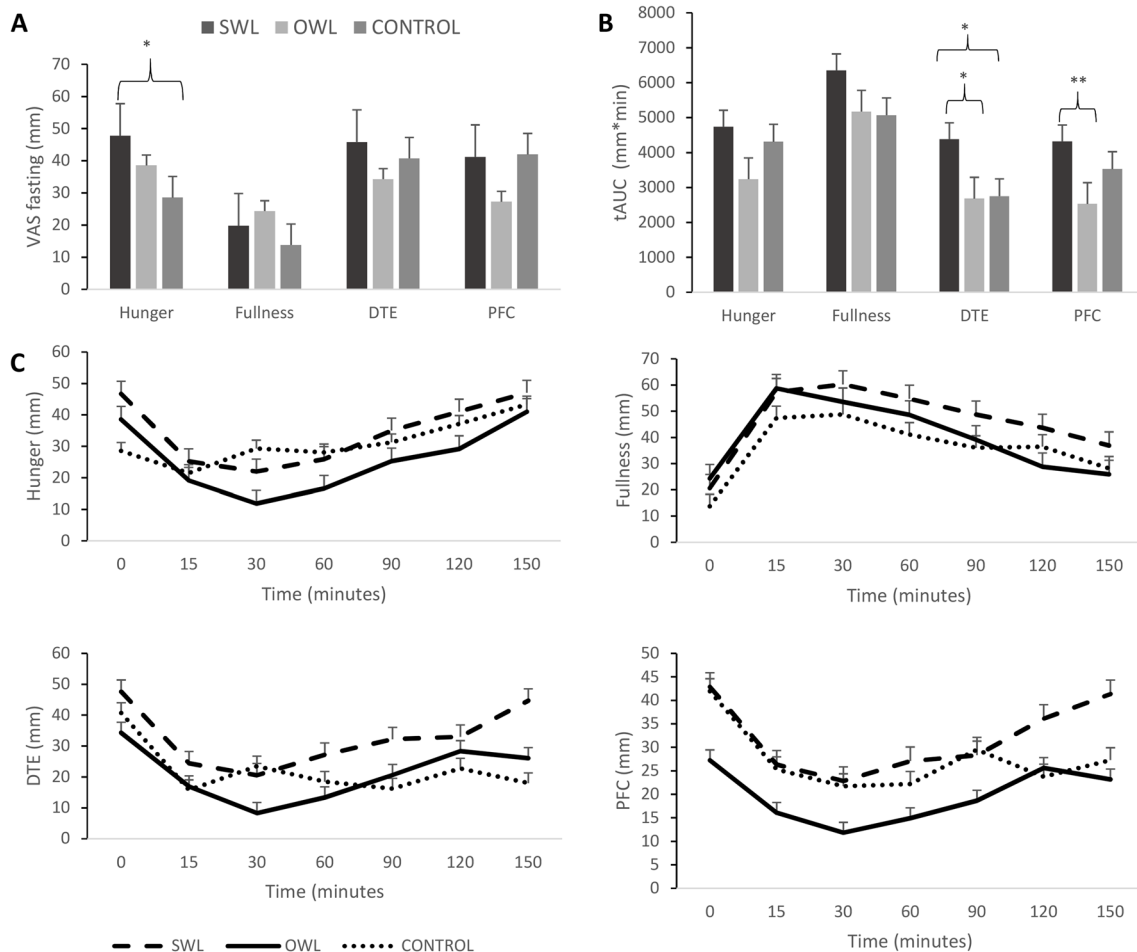 A
SWL OWL CONTROL
VAS fasting (mm)
70
60
50
40
30
20
10
0
*
Hunger Fullness DTE PFC
B
tAUC (mm*min)
8000
7000
6000
5000
4000
3000
2000
1000
0
*
*
**
Hunger Fullness DTE PFC
C
Hunger (mm)
60
50
40
30
20
10
0
0 15 30 60 90 120 150
Time (minutes)
Fullness (mm)
70
60
50
40
30
20
10
0
0 15 30 60 90 120 150
Time (minutes)
DTE (mm)
60
50
40
30
20
10
0
0 15 30 60 90 120 150
Time (minutes
PFC (mm)
50
45
40
35
30
25
20
15
10
5
0
0 15 30 60 90 120 150
Time (minutes)
SWL OWL CONTROL